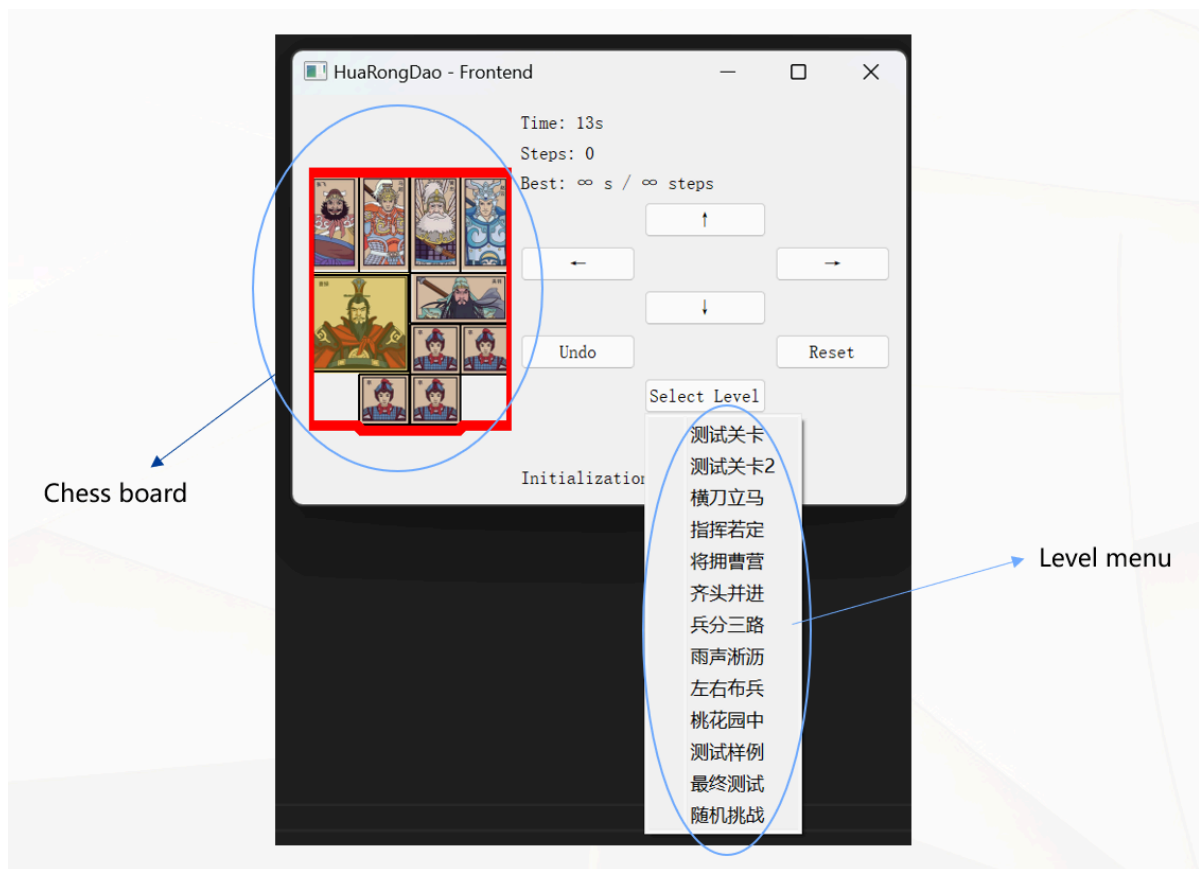 HuaRongDao - Frontend
Time: 13s
Steps: 0
Best: ∞ s / ∞ steps
↑
←
→
↓
Undo
Reset
Select Level
测试关卡
测试关卡2
横刀立马
指挥若定
将拥曹营
齐头并进
兵分三路
雨声淅沥
左右布兵
桃花园中
测试样例
最终测试
随机挑战
Initialization
Chess board
Level menu